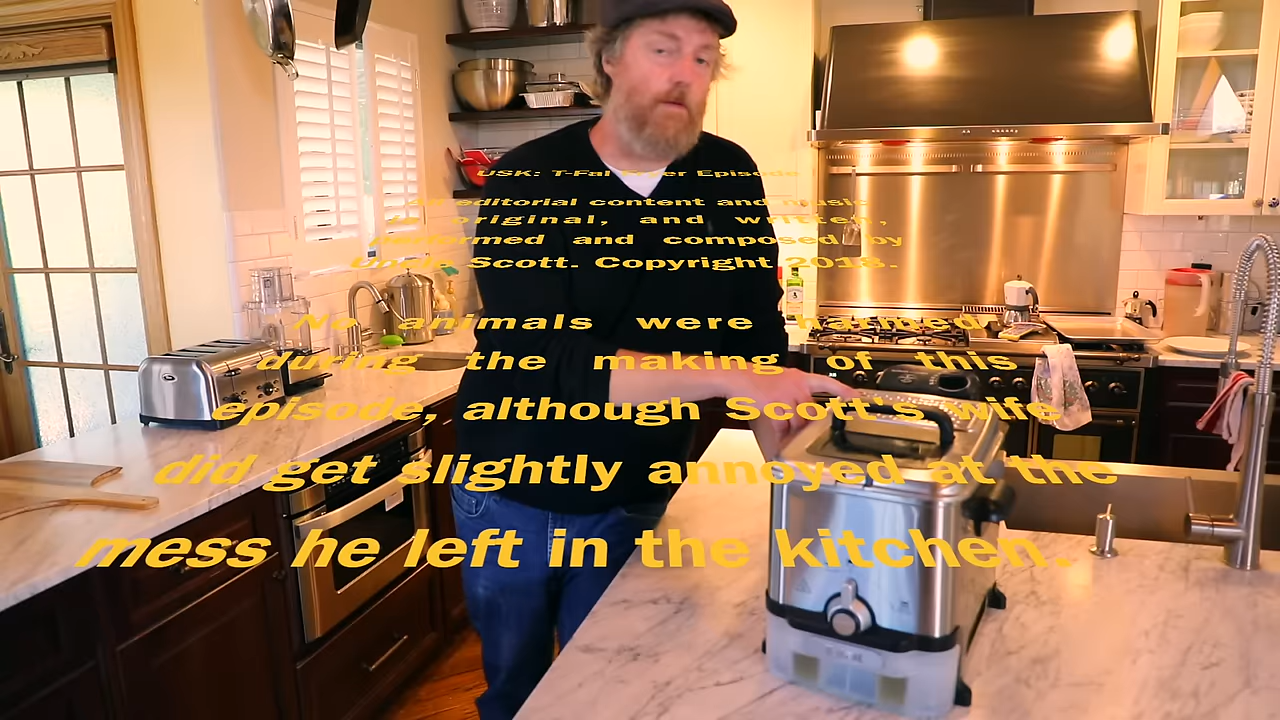 USK: T-Fal Fryer Episode
All editorial content and music
is original, and written,
performed and composed by
Uncle Scott. Copyright 2018.
No animals were harmed
during the making of this
episode, although Scott's wife
did get slightly annoyed at the
mess he left in the kitchen.